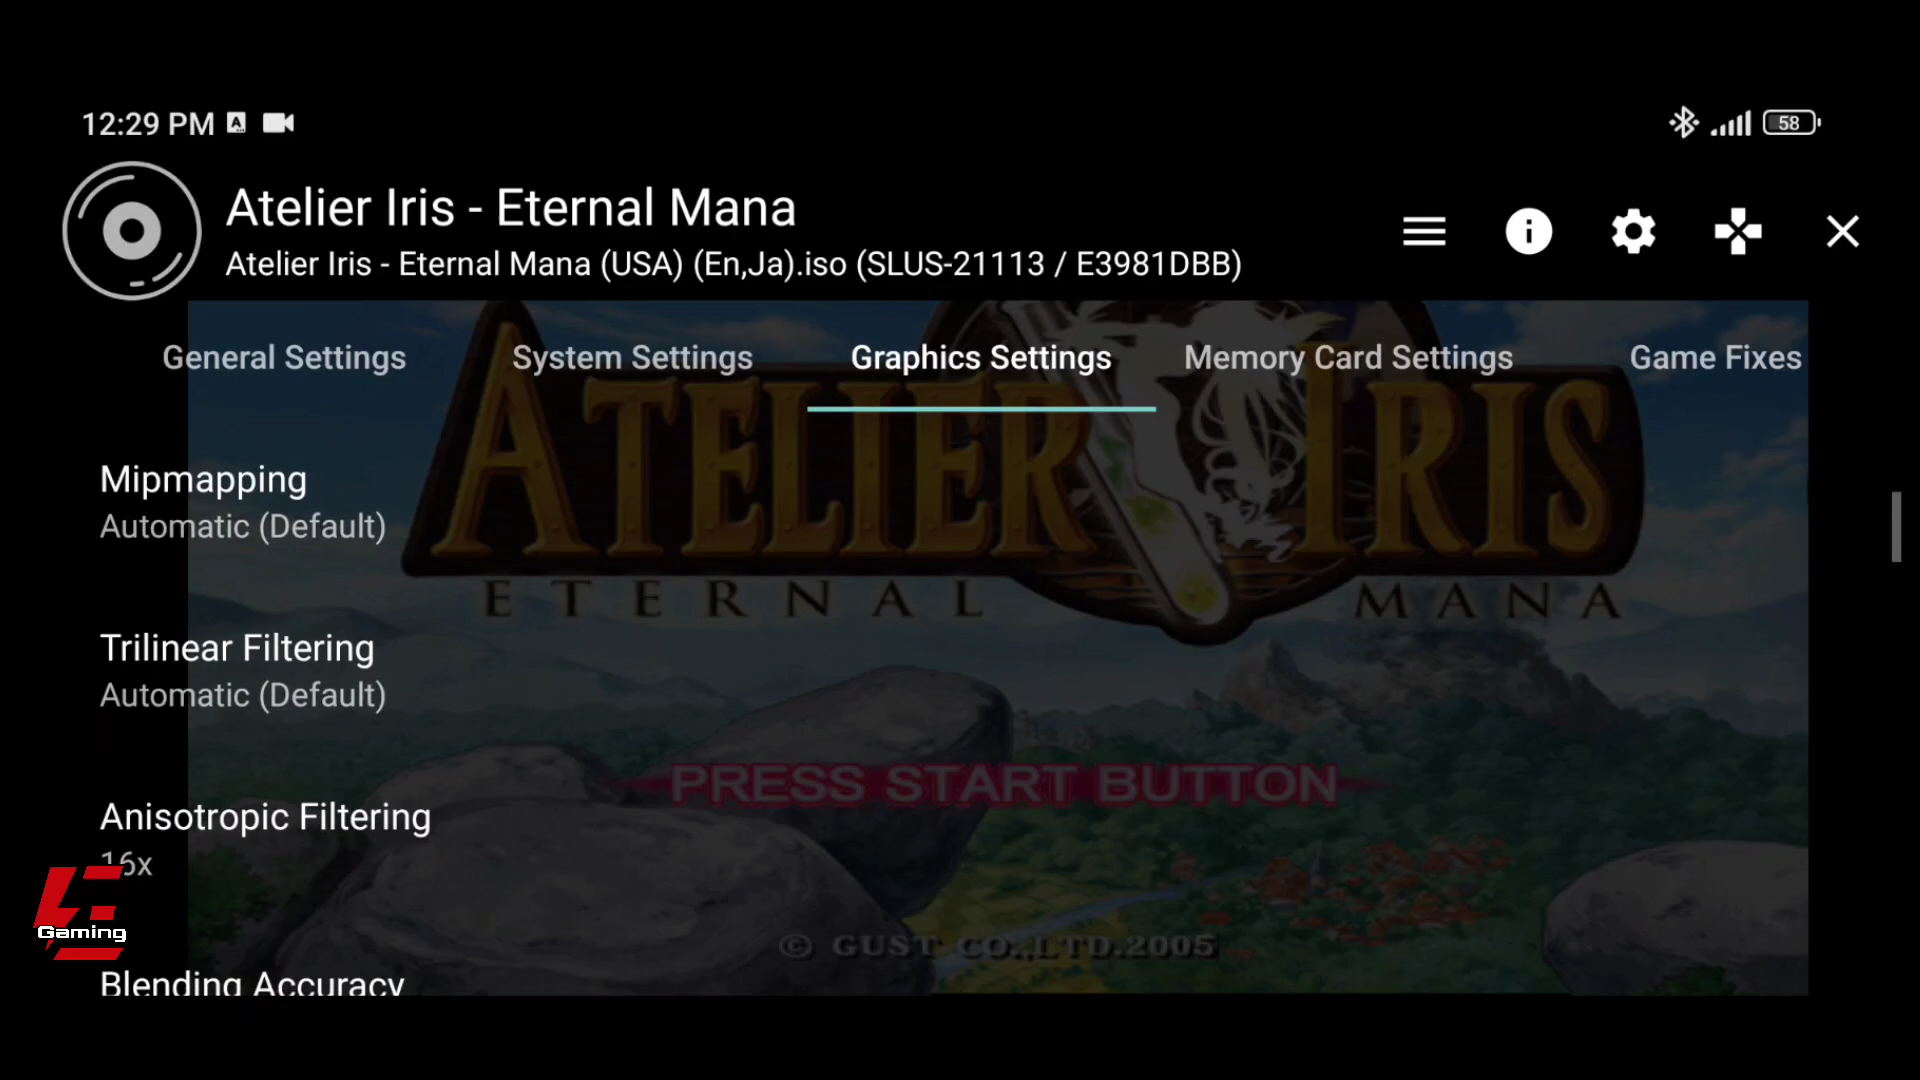 12:29 PM
58
Atelier Iris - Eternal Mana
Atelier Iris - Eternal Mana (USA) (En,Ja).iso (SLUS-21113 / E3981DBB)
General Settings
System Settings
Graphics Settings
Memory Card Settings
Game Fixes
ATELIER IRIS
ETERNAL MANA
Mipmapping
Automatic (Default)
Trilinear Filtering
Automatic (Default)
PRESS START BUTTON
Anisotropic Filtering
16x
E
Gaming
© GUST CO.,LTD.2005
Blending Accuracy